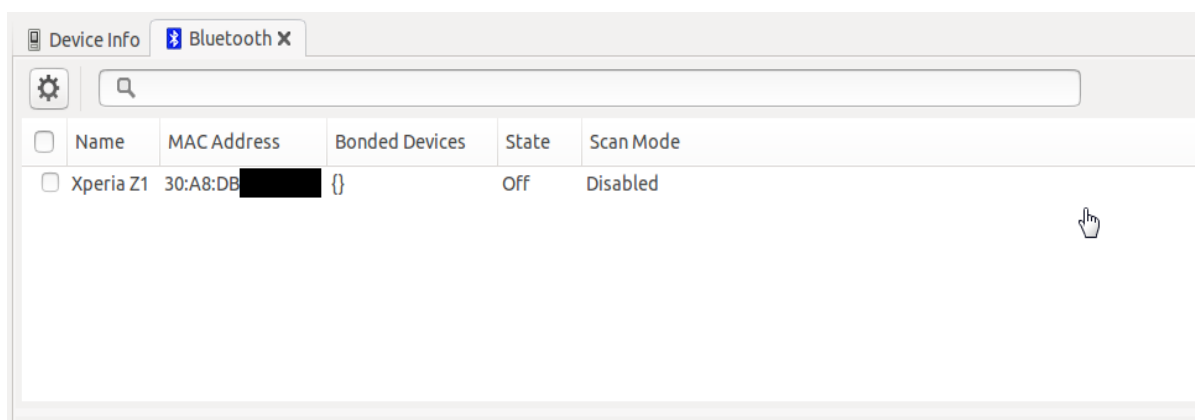 Device Info Bluetooth
Name MAC Address Bonded Devices State Scan Mode
Xperia Z1 30:A8:DB {} Off Disabled